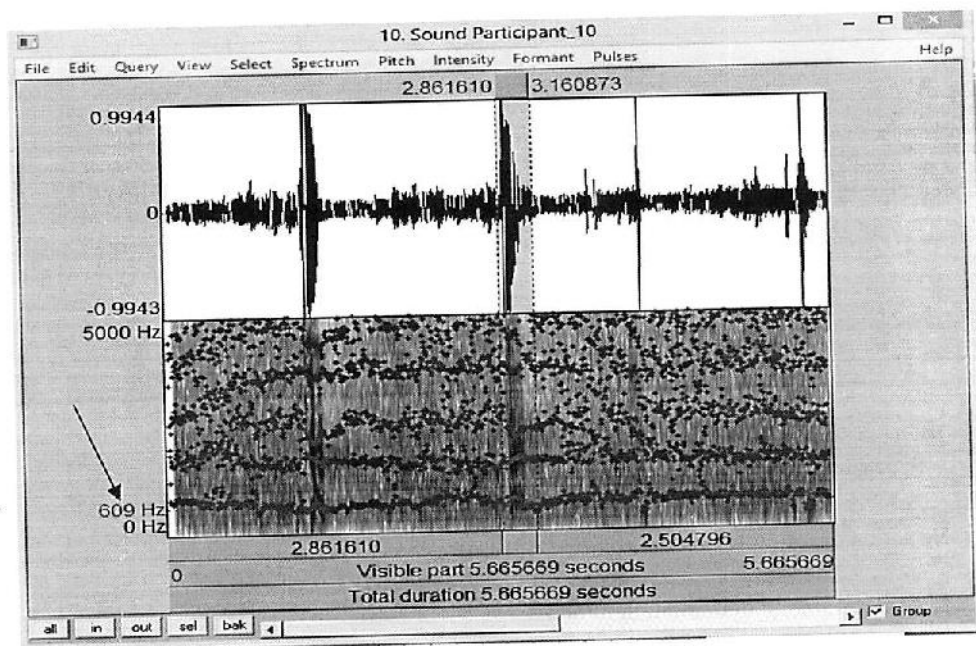 10. Sound Participant_10
File Edit Query View Select Spectrum Pitch Intensity Formant Pulses Help
2.861610 3.160873
0.9944
0
-0.9943
5000 Hz
609 Hz
0 Hz
2.861610 2.504796
0 Visible part 5.665669 seconds 5.665669
Total duration 5.665669 seconds
all in out sel bak Group